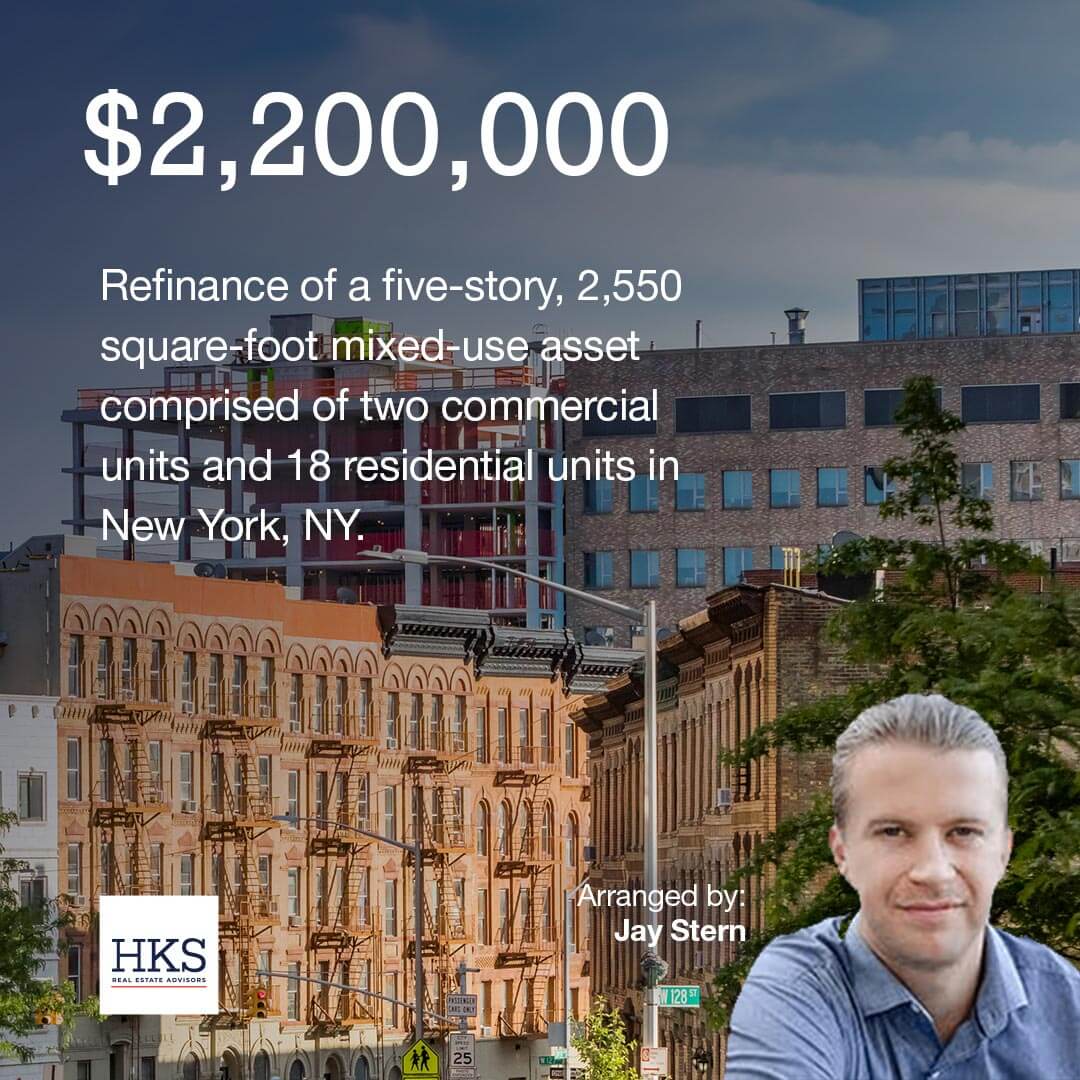 $2,200,000
Refinance of a five-story, 2,550
square-foot mixed-use asset
comprised of two commercial
units and 18 residential units in
New York, NY.
Arranged by:
Jay Stern
HKS
REAL ESTATE ADVISORS
W 128 ST
PASSENGER
CARS ONLY
CITY
SPEED
LIMIT
25